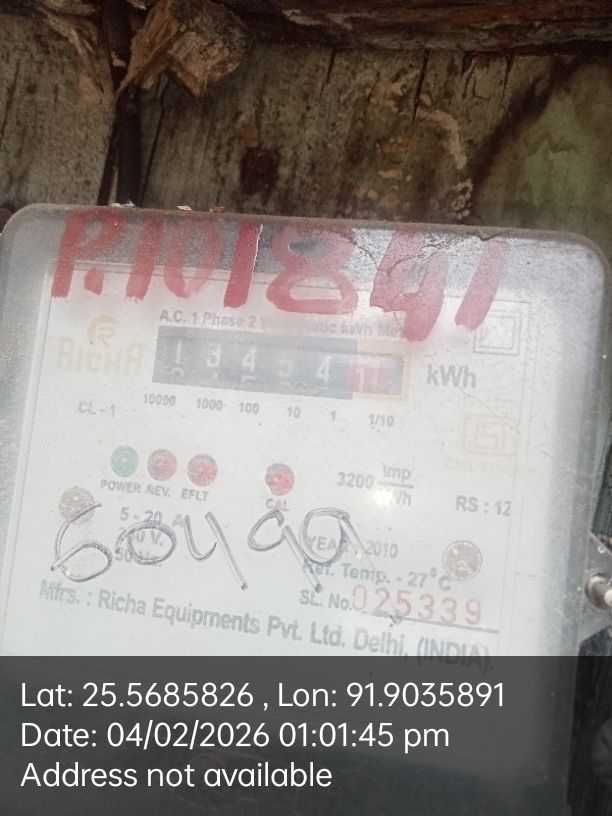 P.101841
A.C. 1 Phase 2
RICHA
1 3 4 5 4
kWh
CL - 1
10000 1000 100 10 1 1/10
POWER REV. EFLT
CAL
3200 imp
kWh
RS : 12
5 - 20 A
YEAR 2010
Ref. Temp. - 27°C
SL. No. 025339
Mfrs. : Richa Equipments Pvt. Ltd. Delhi, (INDIA).
Lat: 25.5685826 , Lon: 91.9035891
Date: 04/02/2026 01:01:45 pm
Address not available